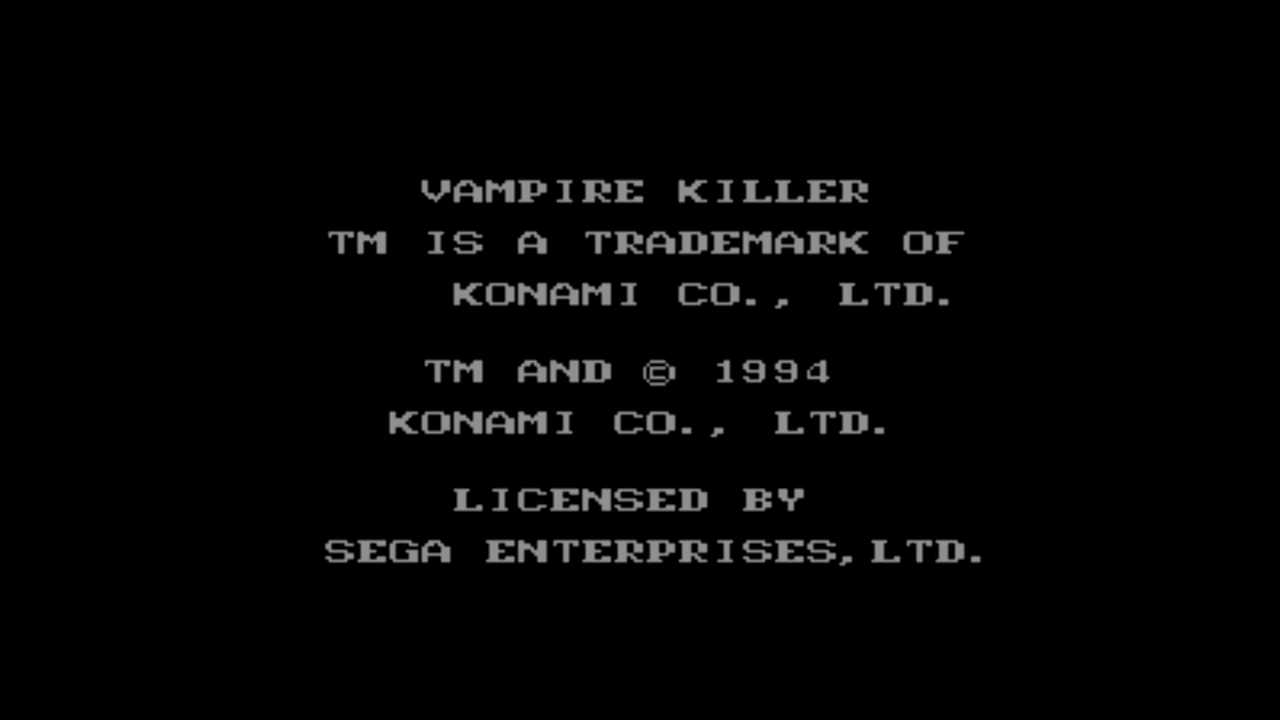 VAMPIRE KILLER
TM IS A TRADEMARK OF
KONAMI CO., LTD.
TM AND © 1994
KONAMI CO., LTD.
LICENSED BY
SEGA ENTERPRISES,LTD.